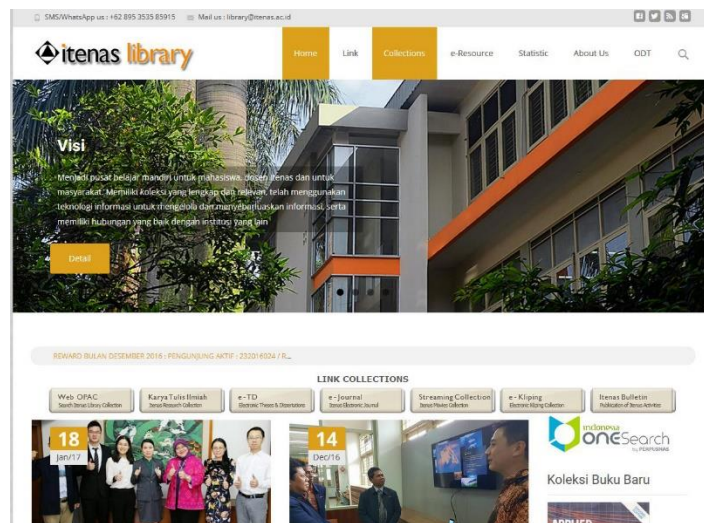 SMS/WhatsApp us : +62 895 3535 85915    Mail us : library@itenas.ac.id
itenas library
Home    Link    Collections    e-Resource    Statistic    About Us    ODT
Visi
Menjadi pusat belajar mandiri untuk mahasiswa, dosen itenas dan untuk
masyarakat. Memiliki koleksi yang lengkap dan relevan, telah menggunakan
teknologi informasi untuk mengelola dan menyebarluaskan informasi, serta
memiliki hubungan yang baik dengan institusi yang lain
Detail
REWARD BULAN DESEMBER 2016 : PENGUNJUNG AKTIF : 232016024 / R...
LINK COLLECTIONS
Web OPAC    Karya Tulis Ilmiah    e - TD    e - Journal    Streaming Collection    e - Kliping    Itenas Bulletin
Search Itenas Library Collection    Itenas Research Collection    Electronic Theses & Dissertations    Itenas Electronic Journal    Itenas Movies Collection    Electronic Kliping Collection    Publication of Itenas Activities
18
Jan/17
14
Dec/16
indonesia
oneSearch
by PERPUSNAS
Koleksi Buku Baru
APPLIED